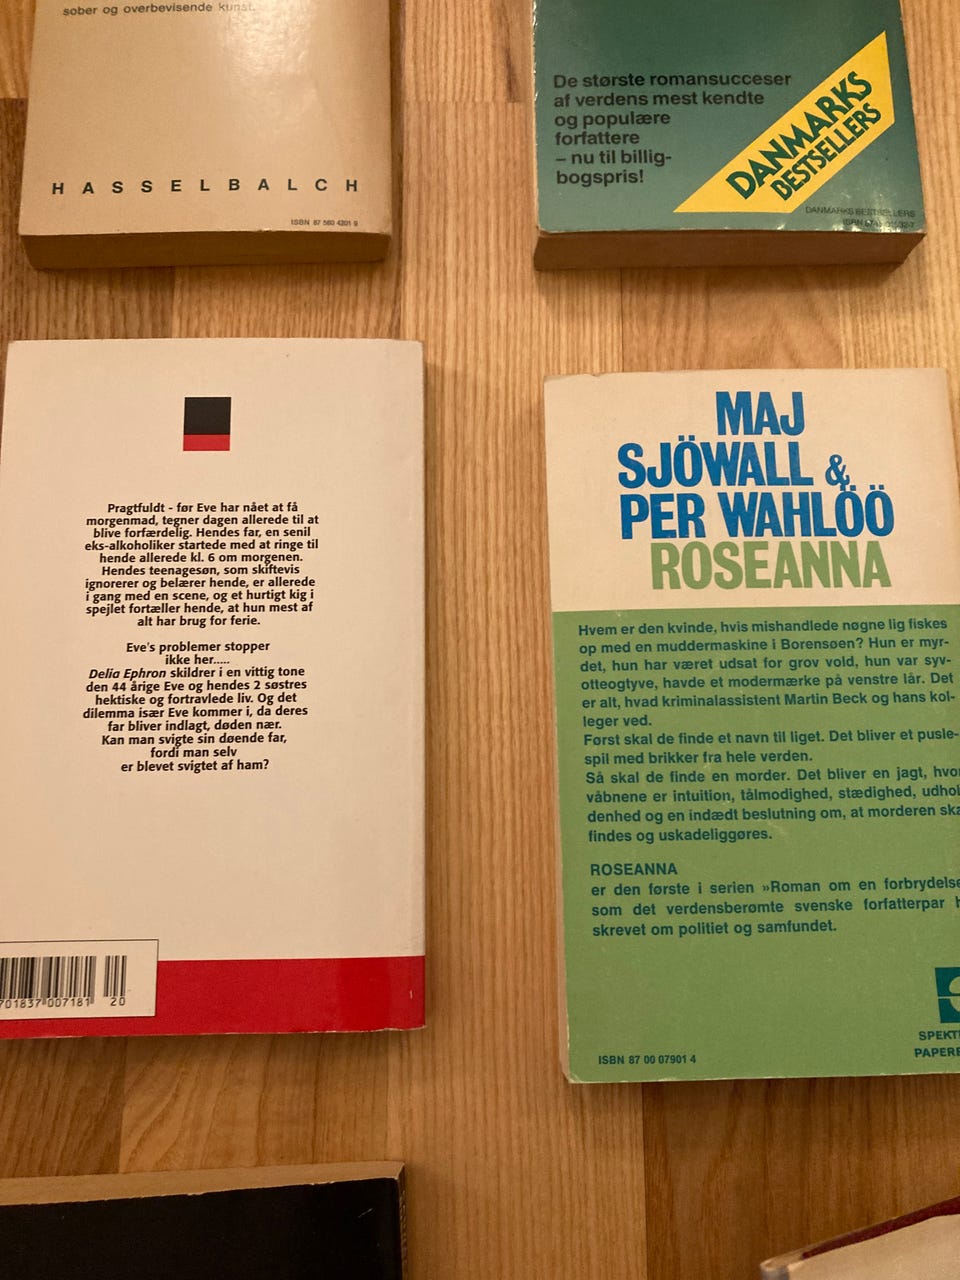 sober og overbevisende kunst.
HASSELBALCH
ISBN 87 560 4301 9
De største romansucceser
af verdens mest kendte
og populære
forfattere
– nu til billig-
bogspris!
DANMARKS
BESTSELLERS
DANMARKS BESTSELLERS
Pragtfuldt - før Eve har nået at få
morgenmad, tegner dagen allerede til at
blive forfærdelig. Hendes far, en senil
eks-alkoholiker startede med at ringe til
hende allerede kl. 6 om morgenen.
Hendes teenagesøn, som skiftevis
ignorerer og belærer hende, er allerede
i gang med en scene, og et hurtigt kig i
spejlet fortæller hende, at hun mest af
alt har brug for ferie.
Eve's problemer stopper
ikke her.....
Delia Ephron skildrer i en vittig tone
den 44 årige Eve og hendes 2 søstres
hektiske og fortravlede liv. Og det
dilemma især Eve kommer i, da deres
far bliver indlagt, døden nær.
Kan man svigte sin døende far,
fordi man selv
er blevet svigtet af ham?
701837 007181 20
MAJ
SJÖWALL &
PER WAHLÖÖ
ROSEANNA
Hvem er den kvinde, hvis mishandlede nøgne lig fiskes
op med en muddermaskine i Borensøen? Hun er myr-
det, hun har været udsat for grov vold, hun var syv-
otteogtyve, havde et modermærke på venstre lår. Det
er alt, hvad kriminalassistent Martin Beck og hans kol-
leger ved.
Først skal de finde et navn til liget. Det bliver et pusle-
spil med brikker fra hele verden.
Så skal de finde en morder. Det bliver en jagt, hvor
våbnene er intuition, tålmodighed, stædighed, udhol
denhed og en indædt beslutning om, at morderen ska
findes og uskadeliggøres.
ROSEANNA
er den første i serien »Roman om en forbrydelse
som det verdensberømte svenske forfatterpar h
skrevet om politiet og samfundet.
SPEKT
PAPERB
ISBN 87 00 07901 4